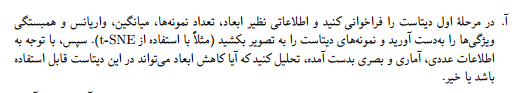 آ. در مرحلهٔ اول دیتاست را فراخوانی کنید و اطلاعاتی نظیر ابعاد، تعداد نمونه‌ها، میانگین، واریانس و همبستگی
ویژگی‌ها را به‌دست آورید و نمونه‌های دیتاست را به تصویر بکشید (مثلاً با استفاده از t-SNE). سپس، با توجه به
اطلاعات عددی، آماری و بصری بدست آمده، تحلیل کنید که آیا کاهش ابعاد می‌تواند در این دیتاست قابل استفاده
باشد یا خیر.